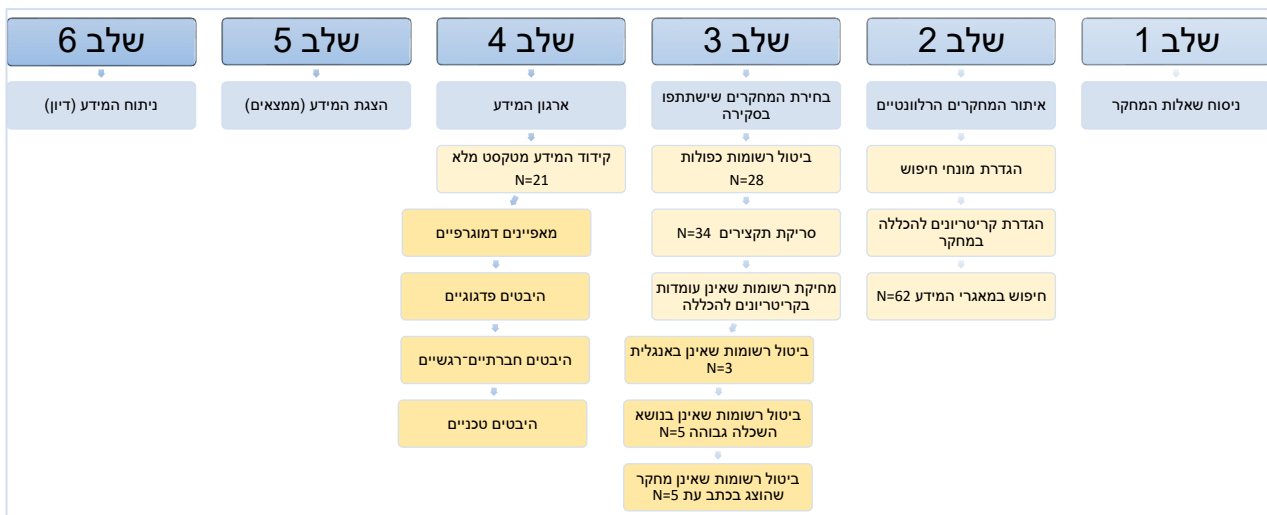 שלב 1
ניסוח שאלות המחקר
שלב 2
איתור המחקרים הרלוונטיים
הגדרת מונחי חיפוש
הגדרת קריטריונים להכללה
במחקר
חיפוש במאגרי המידע N=62
שלב 3
בחירת המחקרים שישתתפו
בסקירה
ביטול רשומות כפולות
N=28
סריקת תקצירים N=34
מחיקת רשומות שאינן עומדות
בקריטריונים להכללה
ביטול רשומות שאינן באנגלית
N=3
ביטול רשומות שאינן בנושא
השכלה גבוהה N=5
ביטול רשומות שאינן מחקר
שהוצג בכתב עת N=5
שלב 4
ארגון המידע
קידוד המידע מטקסט מלא
N=21
מאפיינים דמוגרפיים
היבטים פדגוגיים
היבטים חברתיים־רגשיים
היבטים טכניים
שלב 5
הצגת המידע (ממצאים)
שלב 6
ניתוח המידע (דיון)